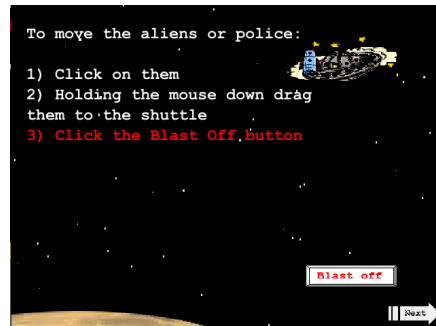 To move the aliens or police:
1) Click on them
2) Holding the mouse down drag
them to the shuttle
3) Click the Blast Off button
Blast off
Next